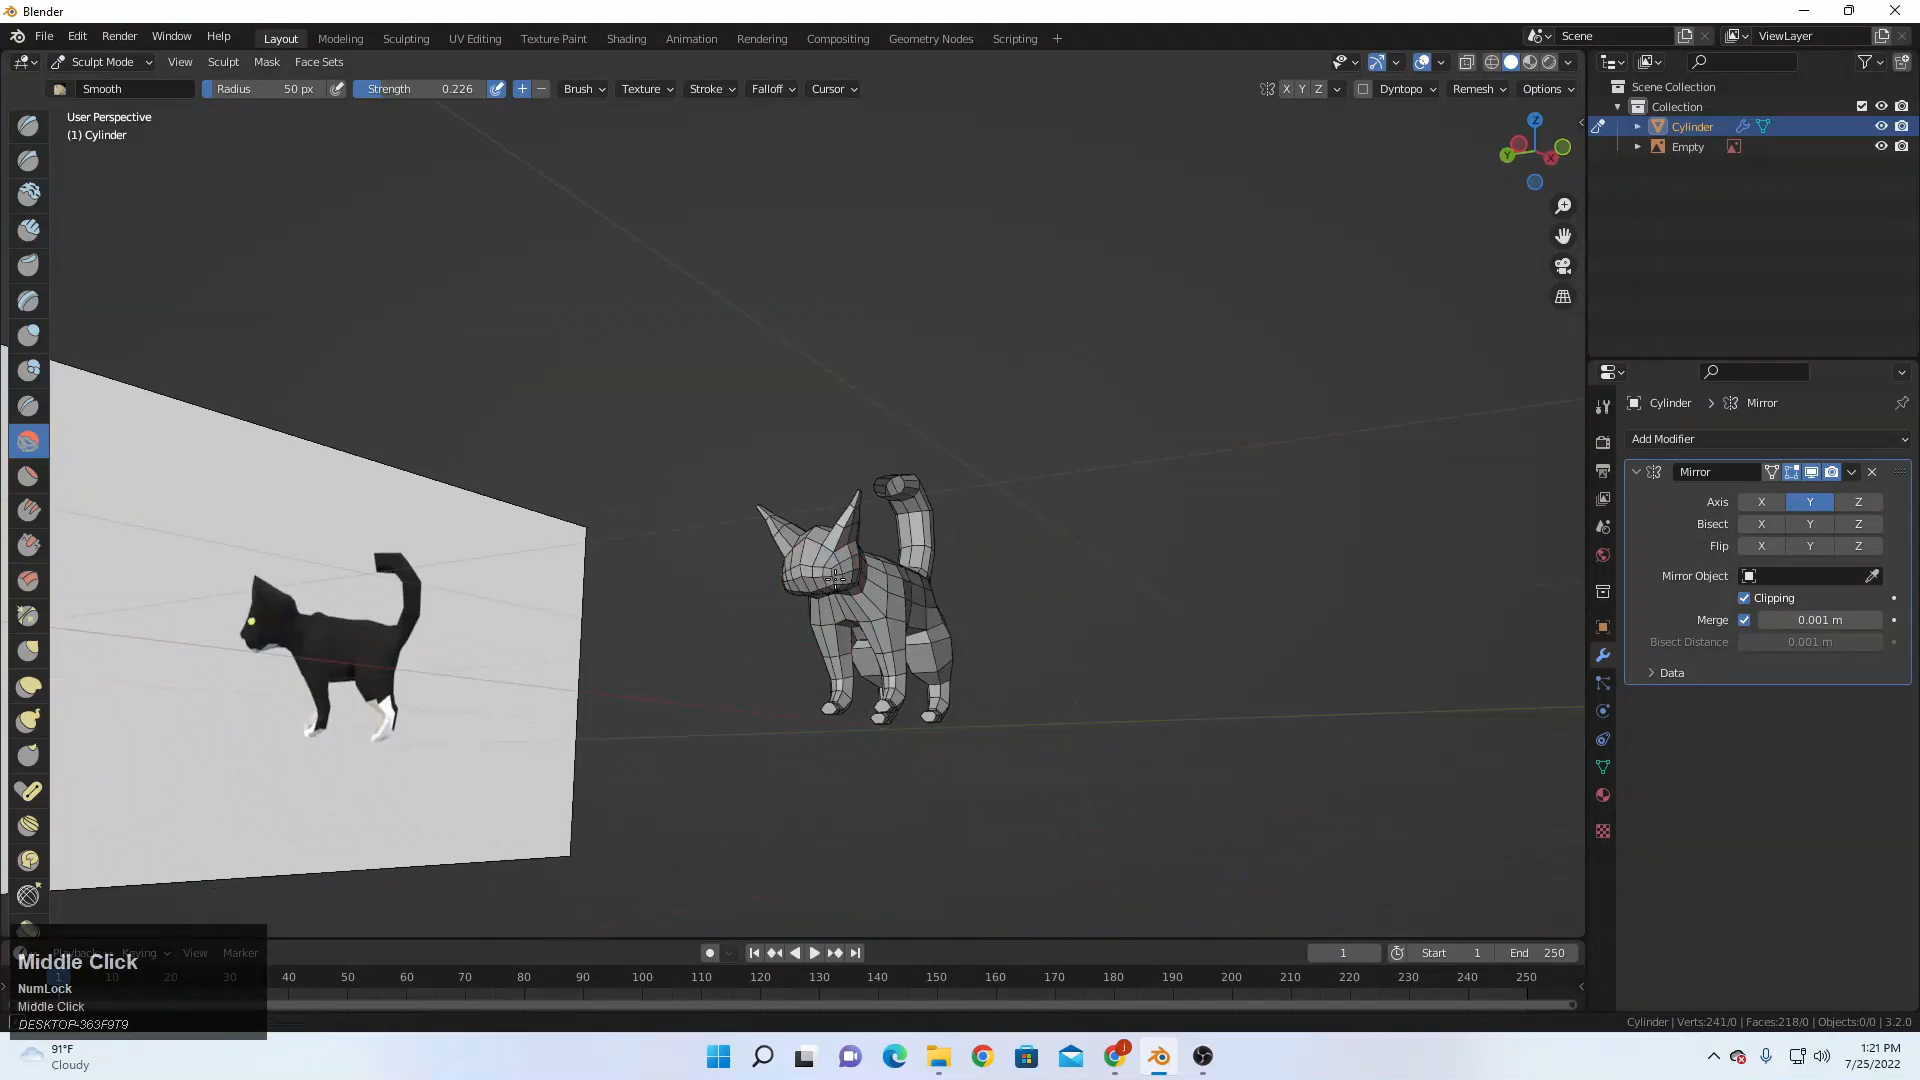 Blender
File Edit Render Window Help
Layout Modeling Sculpting UV Editing Texture Paint Shading Animation Rendering Compositing Geometry Nodes Scripting +
Scene
ViewLayer
Sculpt Mode View Sculpt Mask Face Sets
Smooth Radius 50 px Strength 0.226 Brush Texture Stroke Falloff Cursor X Y Z Dyntopo Remesh Options
User Perspective
(1) Cylinder
Z
Y
X
Scene Collection
Collection
Cylinder
Empty
Cylinder > Mirror
Add Modifier
Mirror
Axis X Y Z
Bisect X Y Z
Flip X Y Z
Mirror Object
Clipping
Merge 0.001 m
Bisect Distance 0.001 m
Data
Playback Keying View Marker
1 Start 1 End 250
1 10 20 30 40 50 60 70 80 90 100 110 120 130 140 150 160 170 180 190 200 210 220 230 240 250
Middle Click
NumLock
Middle Click
DESKTOP-363F9T9
Cylinder | Verts:241/0 | Faces:218/0 | Objects:0/0 | 3.2.0
91°F
Cloudy
1:21 PM
7/25/2022